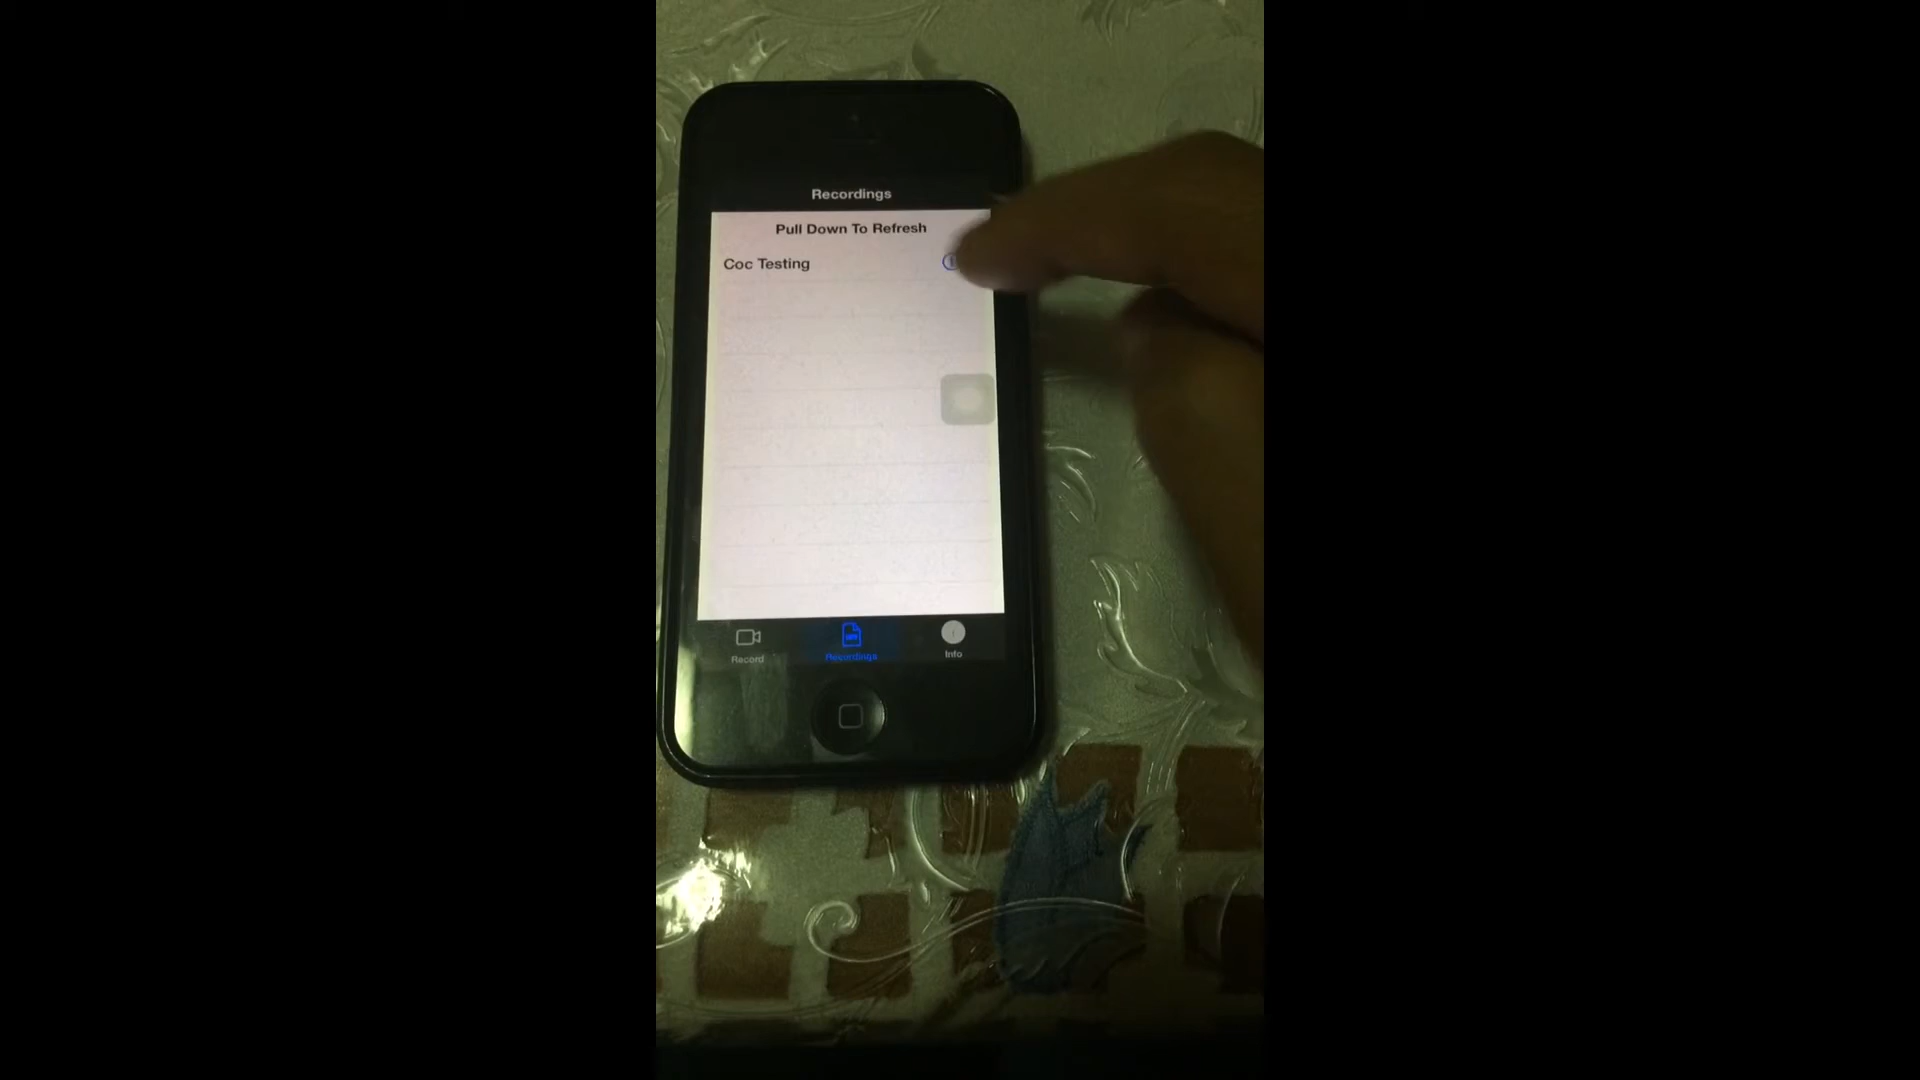 Recordings
Pull Down To Refresh
Coc Testing
Record
Recordings
Info